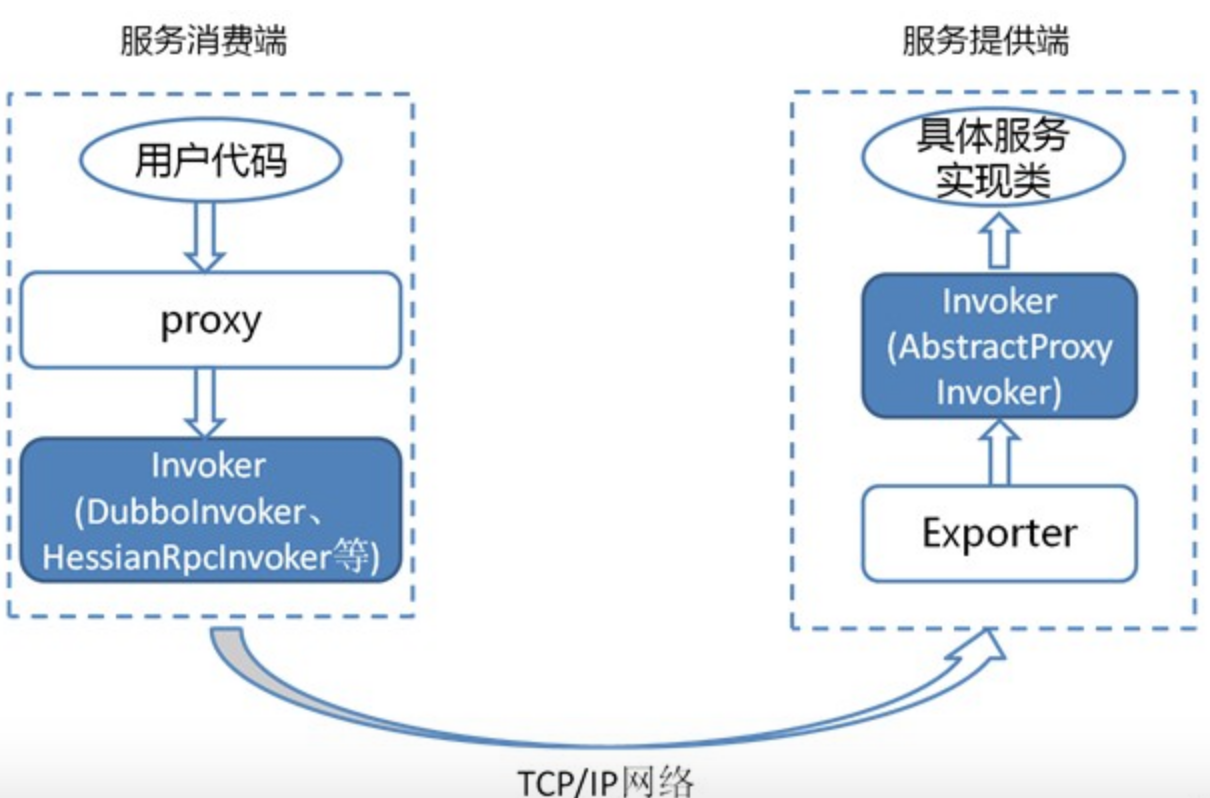 服务消费端
用户代码
proxy
Invoker
(DubboInvoker、
HessianRpcInvoker等)
服务提供端
具体服务
实现类
Invoker
(AbstractProxy
Invoker)
Exporter
TCP/IP网络